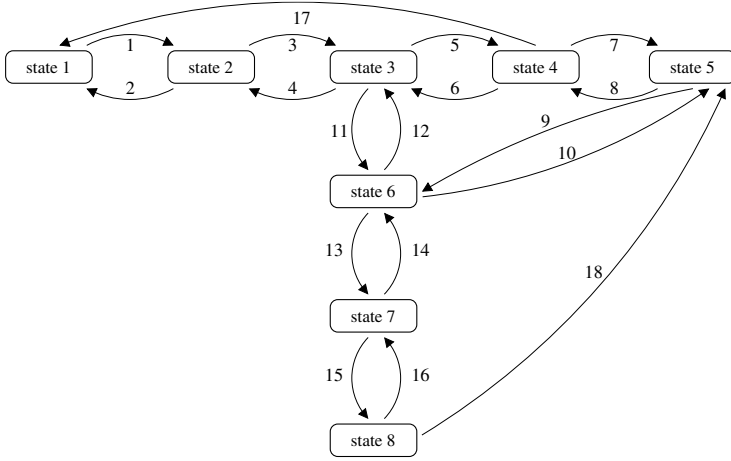 17
1
3
5
7
state 1
state 2
state 3
state 4
state 5
2
4
6
8
11
12
9
10
state 6
13
14
18
state 7
15
16
state 8